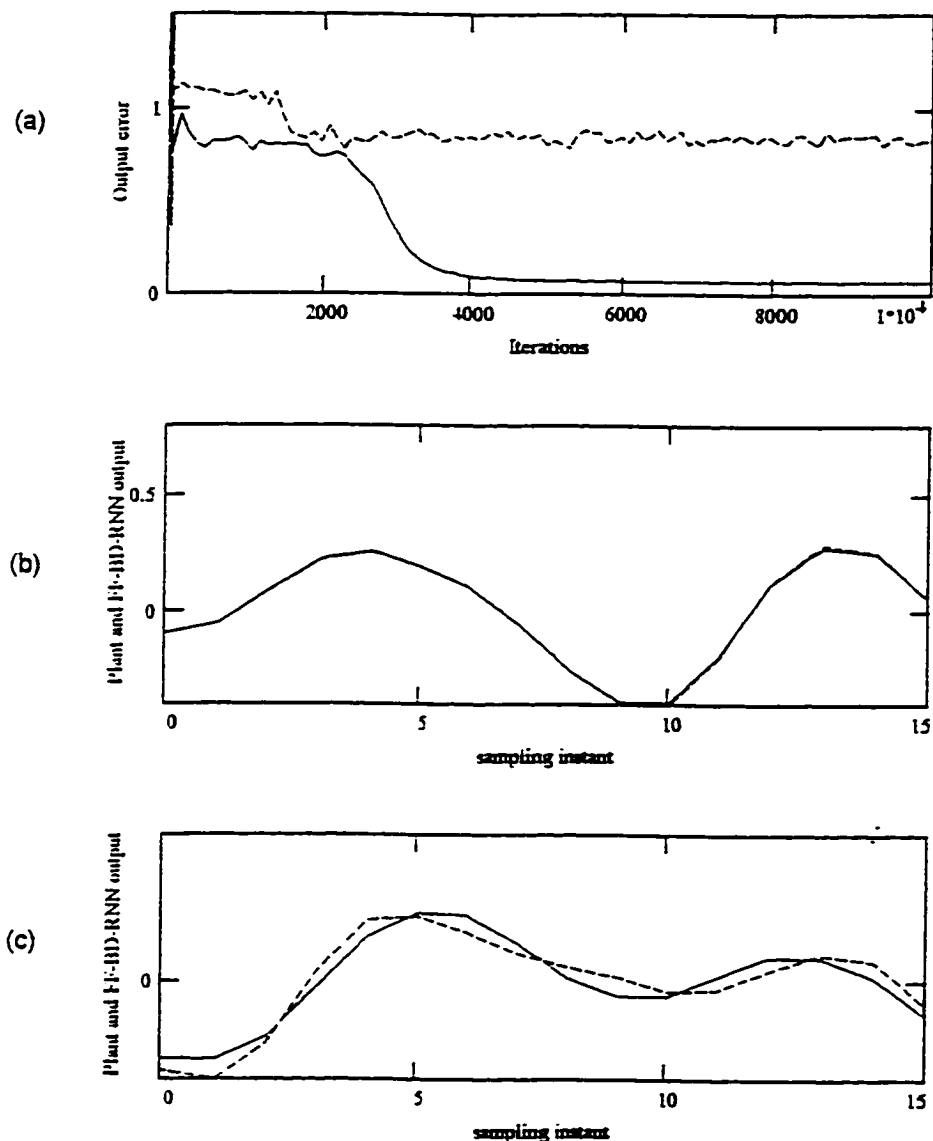 (a)
Output error
1
0
2000
4000
6000
8000
1•10⁴
Iterations
(b)
Plant and FF-BD-RNN output
0.5
0
0
5
10
15
sampling instant
(c)
Plant and FF-BD-RNN output
0
0
5
10
15
sampling instant